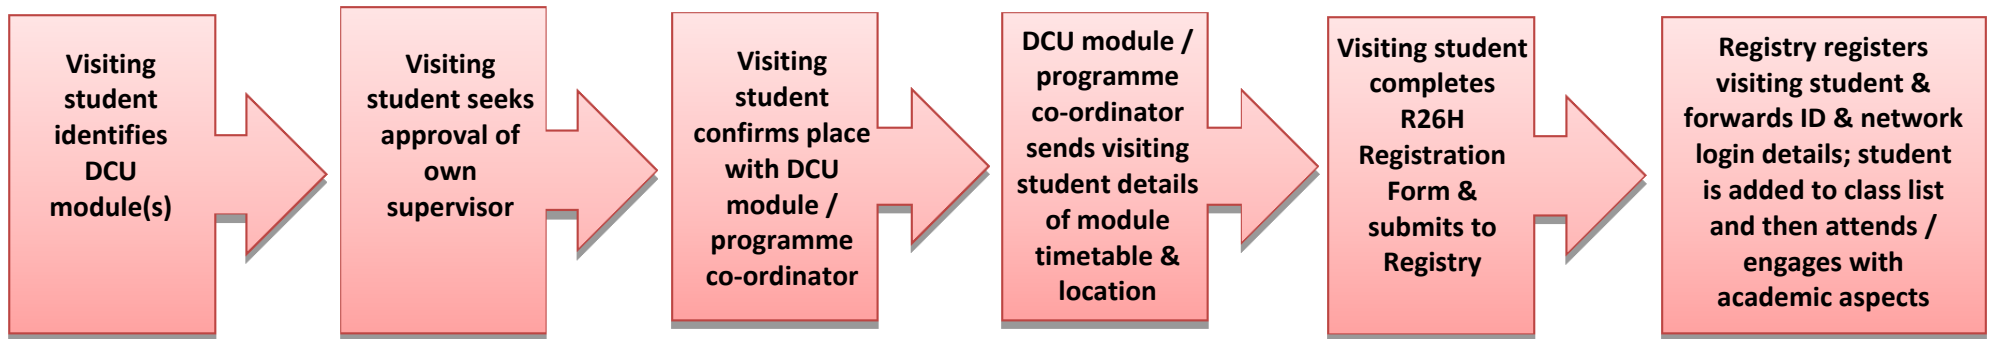 Visiting
student
identifies
DCU
module(s)
Visiting
student seeks
approval of
own
supervisor
Visiting
student
confirms place
with DCU
module /
programme
co-ordinator
DCU module /
programme
co-ordinator
sends visiting
student details
of module
timetable &
location
Visiting student
completes
R26H
Registration
Form &
submits to
Registry
Registry registers
visiting student &
forwards ID & network
login details; student
is added to class list
and then attends /
engages with
academic aspects